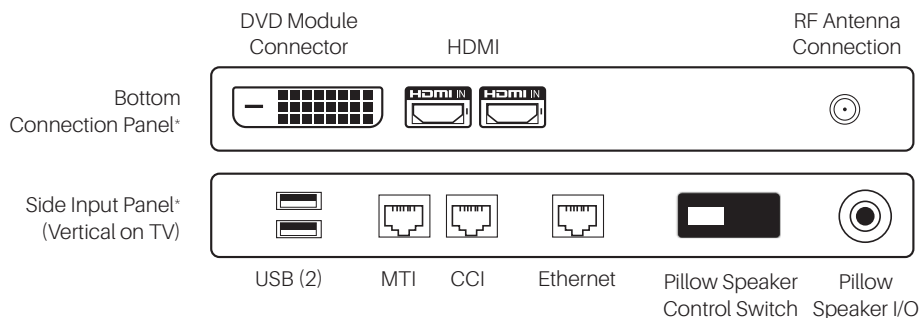 DVD Module
Connector
HDMI
RF Antenna
Connection
Bottom
Connection Panel*
HDMI IN
HDMI IN
Side Input Panel*
(Vertical on TV)
USB (2)
MTI
CCI
Ethernet
Pillow Speaker
Control Switch
Pillow
Speaker I/O